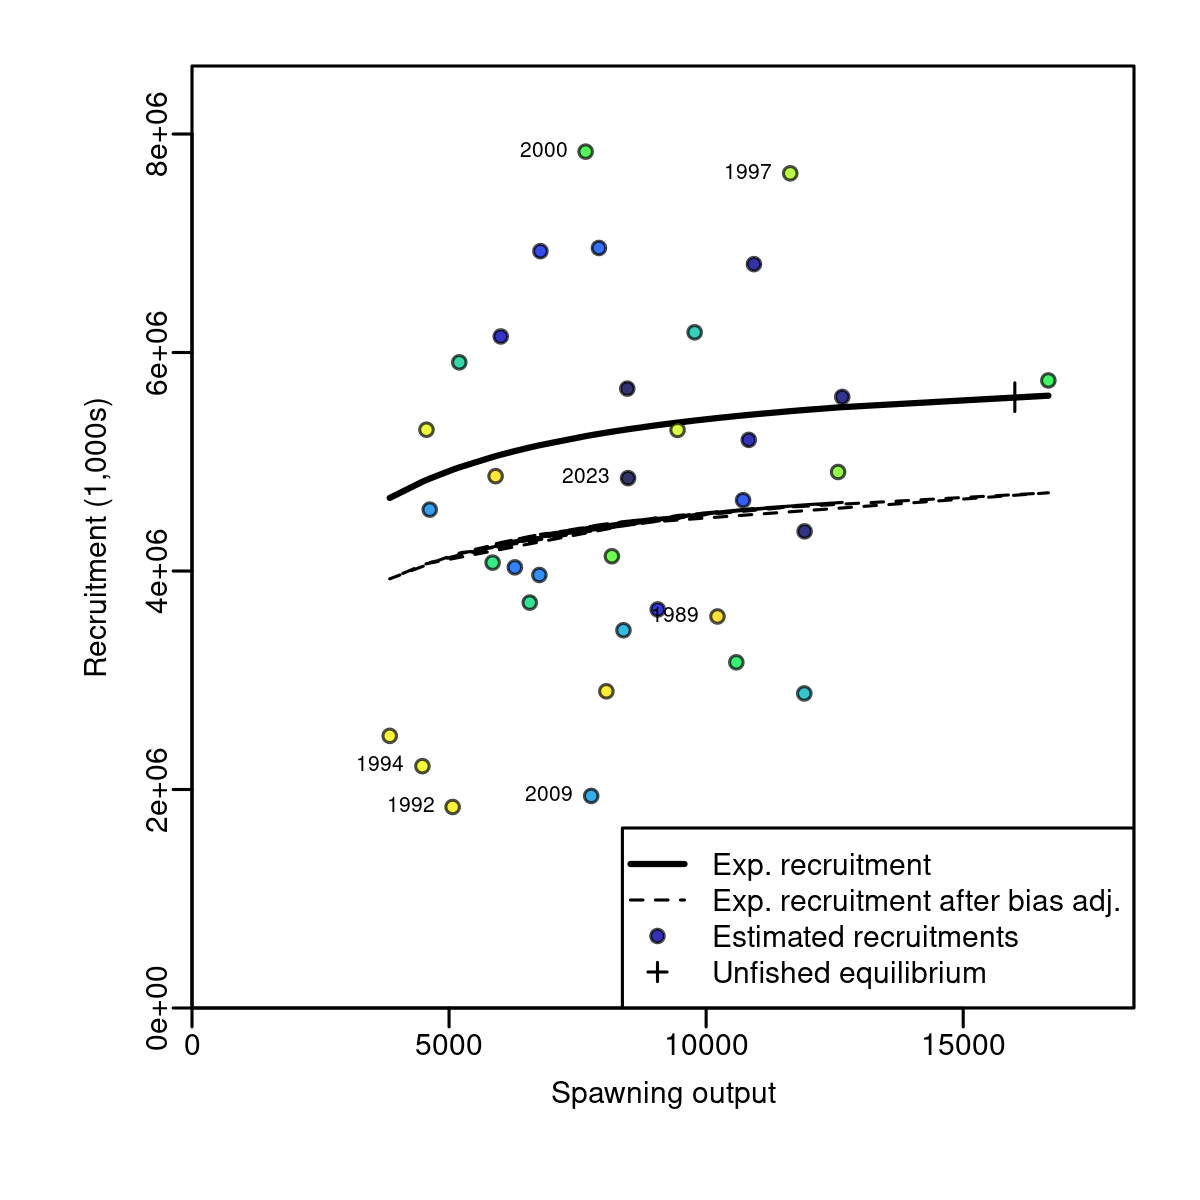 8e+06
6e+06
4e+06
2e+06
0e+00
Recruitment (1,000s)
2000
1997
2023
1989
1994
1992
2009
Exp. recruitment
Exp. recruitment after bias adj.
Estimated recruitments
Unfished equilibrium
0
5000
10000
15000
Spawning output